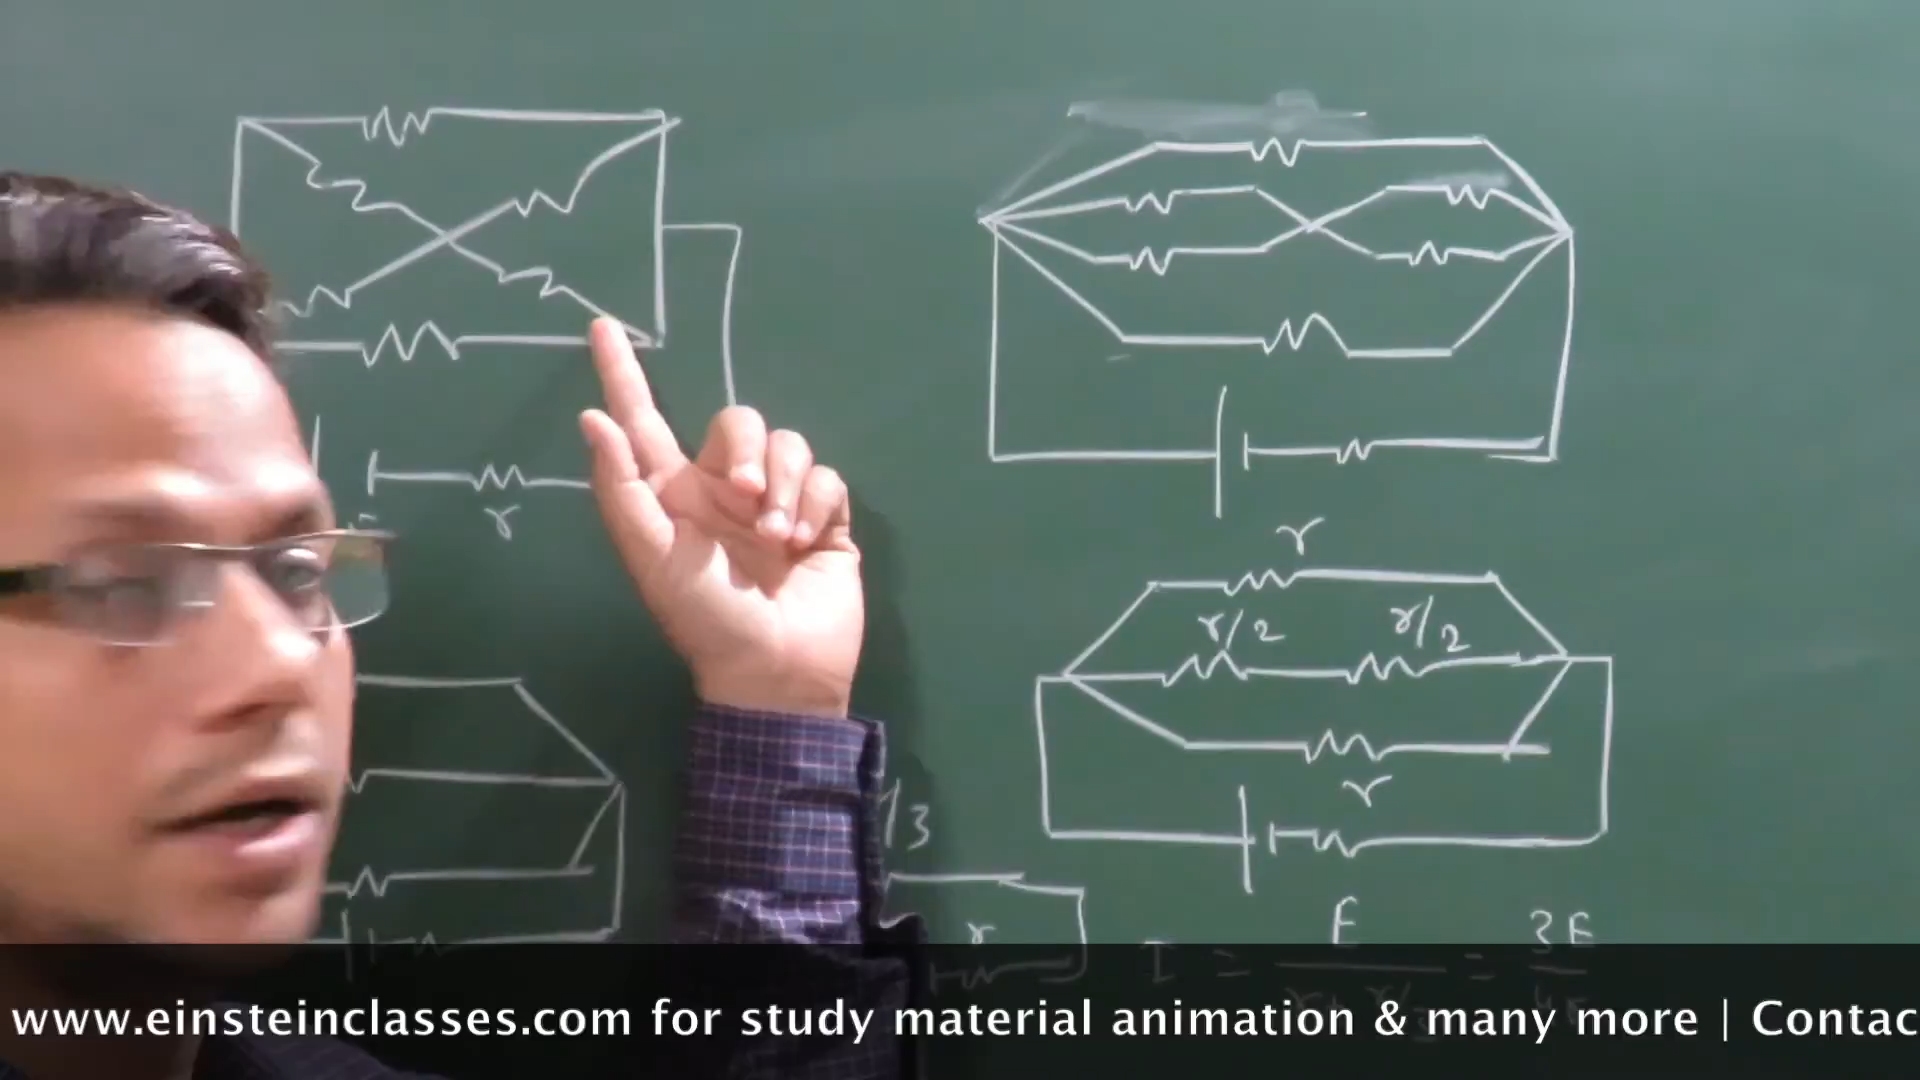 r
r
r/2 r/2
r
/3
r
I = E/ = 3E/
www.einsteinclasses.com for study material animation & many more | Contac